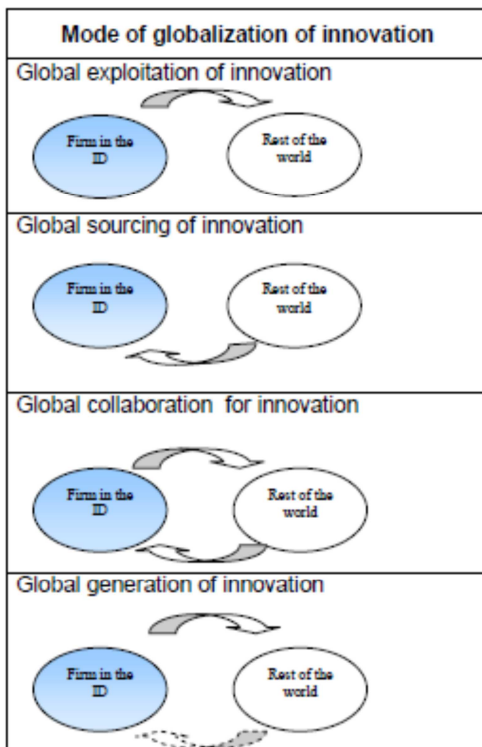 Mode of globalization of innovation
Global exploitation of innovation
Firm in the
ID
Rest of the
world
Global sourcing of innovation
Firm in the
ID
Rest of the
world
Global collaboration for innovation
Firm in the
ID
Rest of the
world
Global generation of innovation
Firm in the
ID
Rest of the
world